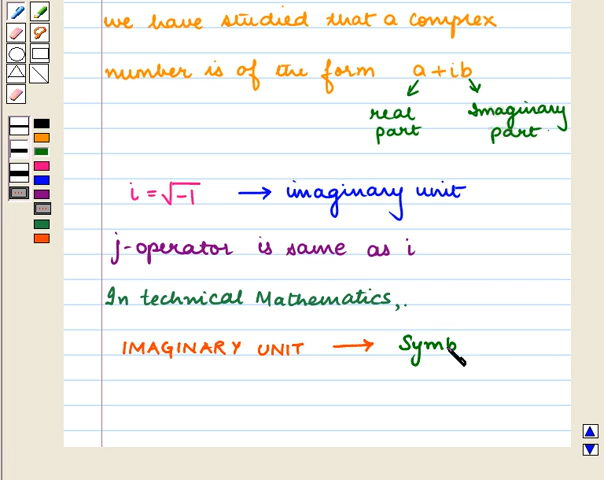 we have studied that a complex
number is of the form a + ib
real Imaginary
part part.
i = √-1 → imaginary unit
j-operator is same as i
In technical Mathematics,.
IMAGINARY UNIT → Symb